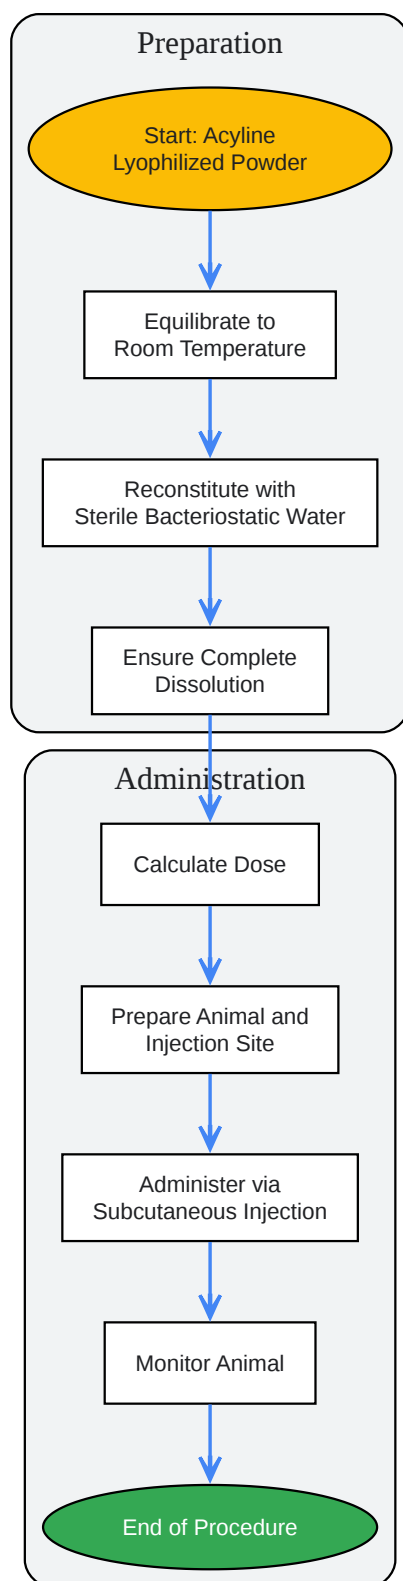 Preparation
Start: Acyline
Lyophilized Powder
Equilibrate to
Room Temperature
Reconstitute with
Sterile Bacteriostatic Water
Ensure Complete
Dissolution
Administration
Calculate Dose
Prepare Animal and
Injection Site
Administer via
Subcutaneous Injection
Monitor Animal
End of Procedure